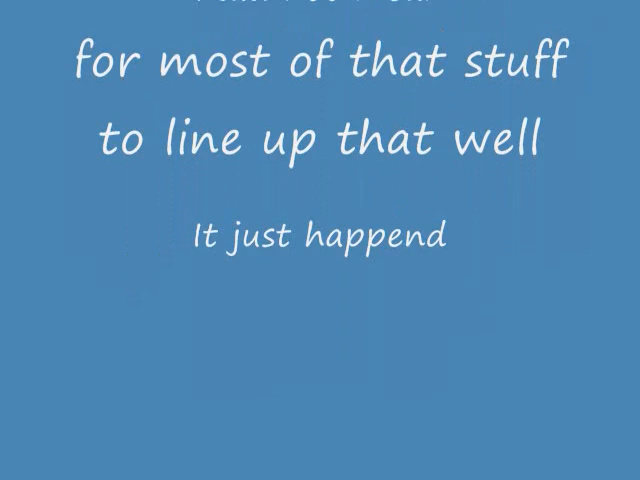 for most of that stuff
to line up that well
It just happend